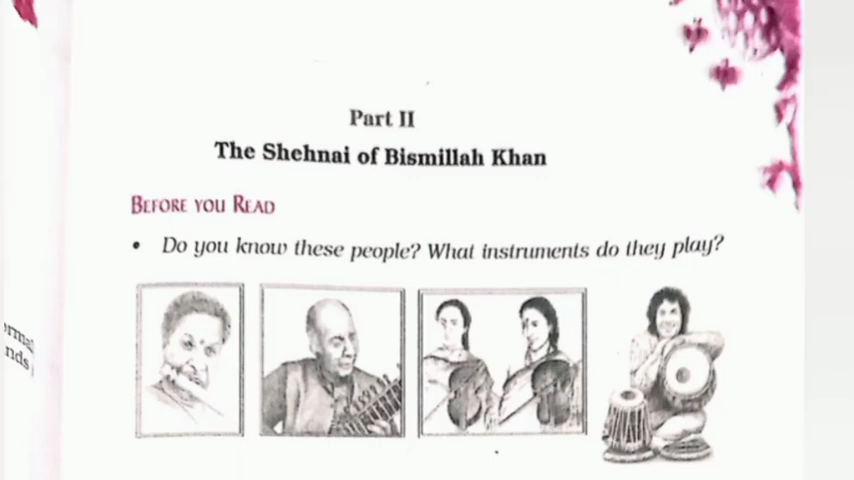 Part II
The Shehnai of Bismillah Khan
BEFORE YOU READ
• Do you know these people? What instruments do they play?
nds